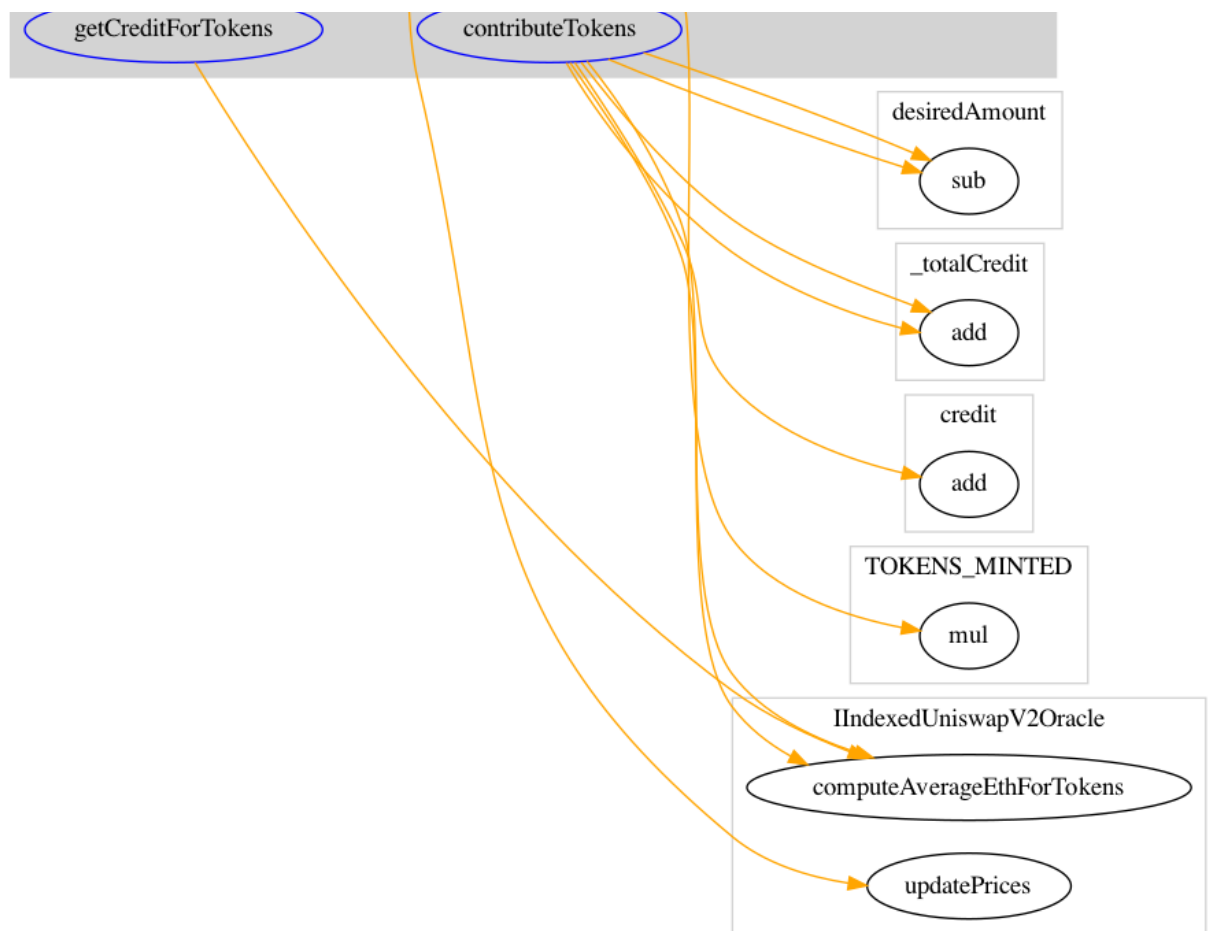 getCreditForTokens
contributeTokens
desiredAmount
sub
_totalCredit
add
credit
add
TOKENS_MINTED
mul
IIndexedUniswapV2Oracle
computeAverageEthForTokens
updatePrices